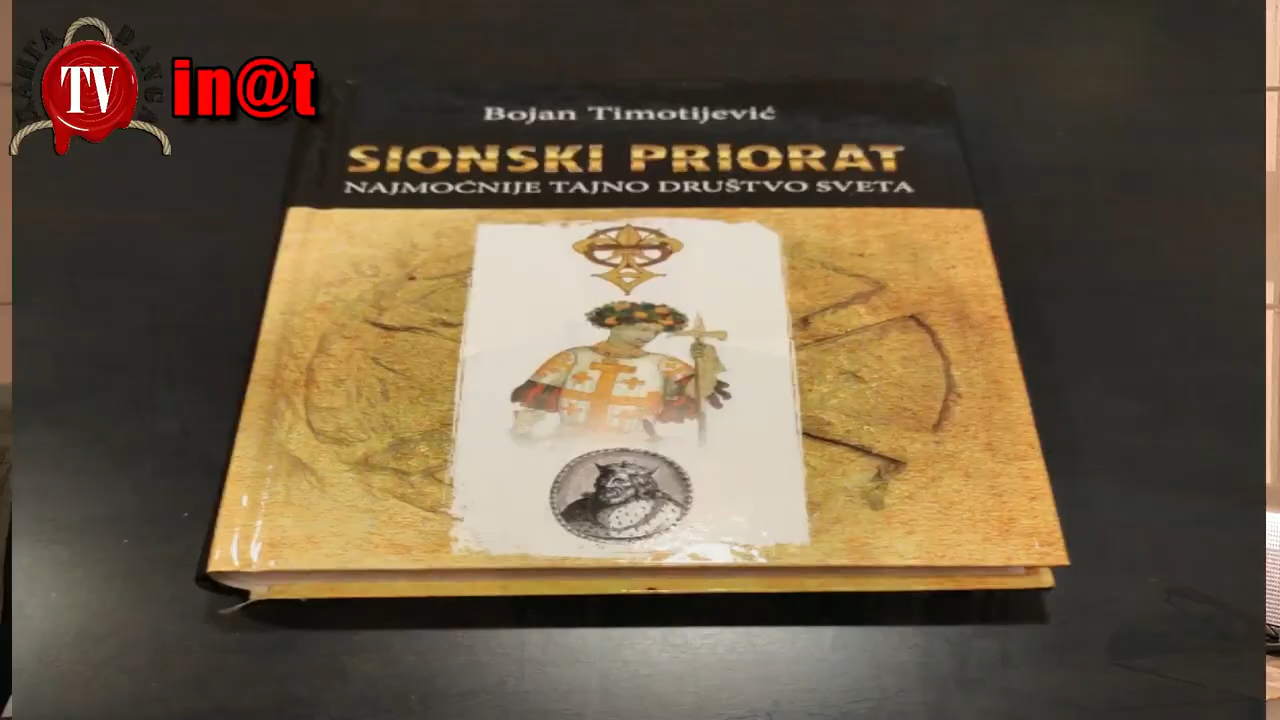 TV
in@t
Bojan Timotijević
SIONSKI PRIORAT
NAJMOĆNIJE TAJNO DRUŠTVO SVETA